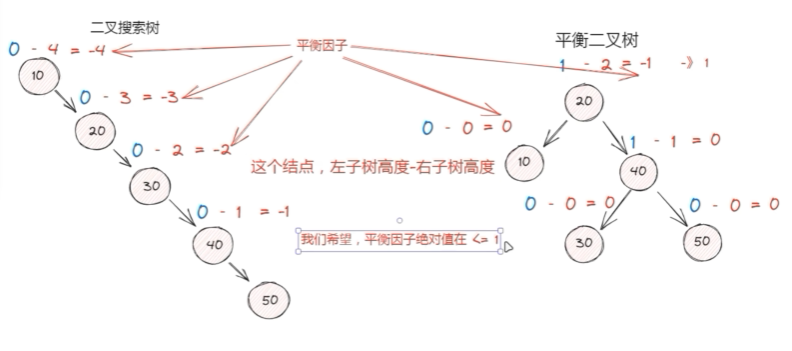 二叉搜索树
平衡因子
平衡二叉树
0 - 4 = -4
1 - 2 = -1 -》 1
10
20
0 - 3 = -3
0 - 0 = 0
20
10
0 - 2 = -2
1 - 1 = 0
30
这个结点，左子树高度-右子树高度
40
0 - 1 = -1
0 - 0 = 0
0 - 0 = 0
40
我们希望，平衡因子绝对值在 <= 1
30
50
50